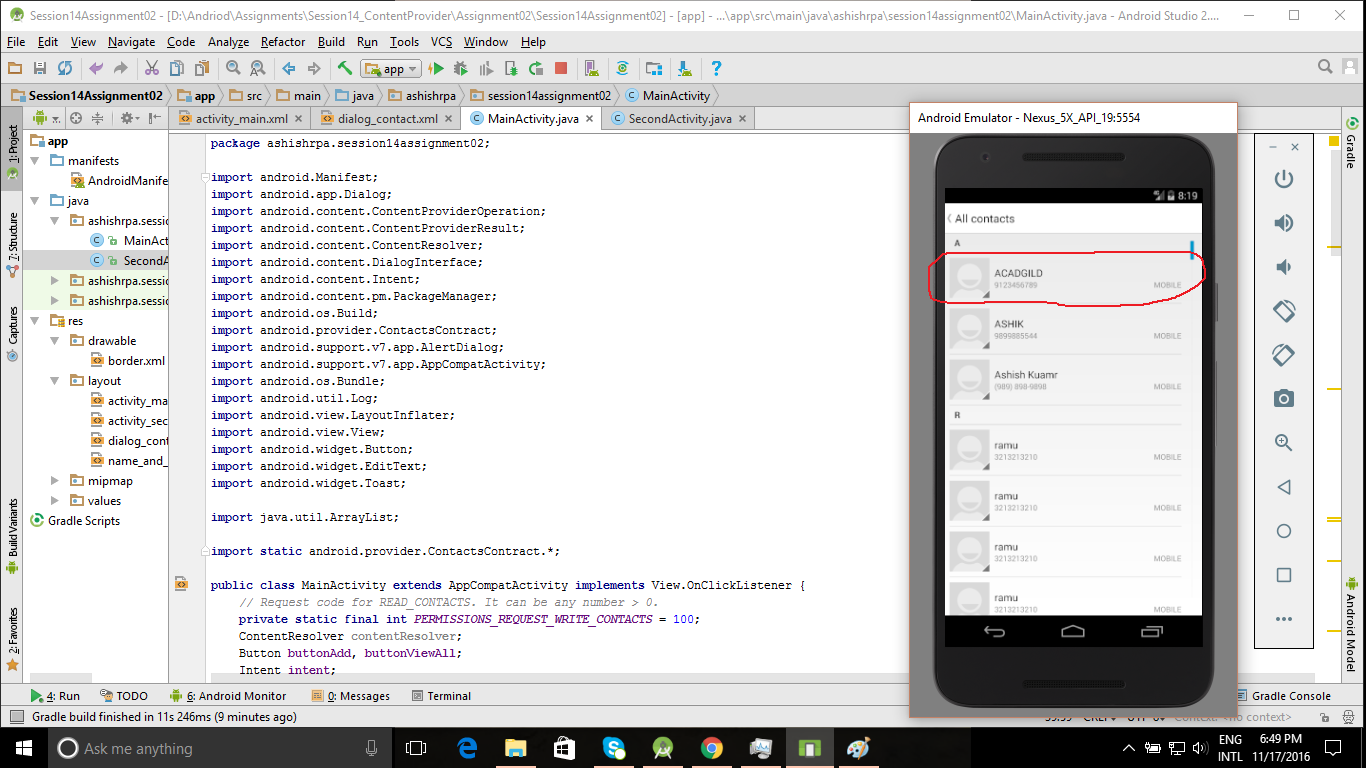 Session14Assignment02 - [D:\Andriod\Assignments\Session14_ContentProvider\Assignment02\Session14Assignment02] - [app] - ...\app\src\main\java\ashishrpa\session14assignment02\MainActivity.java - Android Studio 2....
File Edit View Navigate Code Analyze Refactor Build Run Tools VCS Window Help
app
Session14Assignment02 app src main java ashishrpa session14assignment02 MainActivity
activity_main.xml dialog_contact.xml MainActivity.java SecondActivity.java
1: Project
7: Structure
Captures
Build Variants
2: Favorites
app
manifests
AndroidManife
java
ashishrpa.sessi
MainAct
SecondA
ashishrpa.sessi
ashishrpa.sessi
res
drawable
border.xml
layout
activity_ma
activity_sec
dialog_cont
name_and_
mipmap
values
Gradle Scripts
package ashishrpa.session14assignment02;
import android.Manifest;
import android.app.Dialog;
import android.content.ContentProviderOperation;
import android.content.ContentProviderResult;
import android.content.ContentResolver;
import android.content.DialogInterface;
import android.content.Intent;
import android.content.pm.PackageManager;
import android.os.Build;
import android.provider.ContactsContract;
import android.support.v7.app.AlertDialog;
import android.support.v7.app.AppCompatActivity;
import android.os.Bundle;
import android.util.Log;
import android.view.LayoutInflater;
import android.view.View;
import android.widget.Button;
import android.widget.EditText;
import android.widget.Toast;
import java.util.ArrayList;
import static android.provider.ContactsContract.*;
public class MainActivity extends AppCompatActivity implements View.OnClickListener {
// Request code for READ_CONTACTS. It can be any number > 0.
private static final int PERMISSIONS_REQUEST_WRITE_CONTACTS = 100;
ContentResolver contentResolver;
Button buttonAdd, buttonViewAll;
Intent intent;
Android Emulator - Nexus_5X_API_19:5554
8:19
All contacts
A
ACADGILD
9123456789 MOBILE
ASHIK
9899885544 MOBILE
Ashish Kuamr
(989) 898-9898 MOBILE
R
ramu
3213213210 MOBILE
ramu
3213213210 MOBILE
ramu
3213213210 MOBILE
ramu
3213213210 MOBILE
Gradle
Android Model
4: Run TODO 6: Android Monitor 0: Messages Terminal Gradle Console
Gradle build finished in 11s 246ms (9 minutes ago) Context: <no context>
Ask me anything
ENG 6:49 PM
INTL 11/17/2016